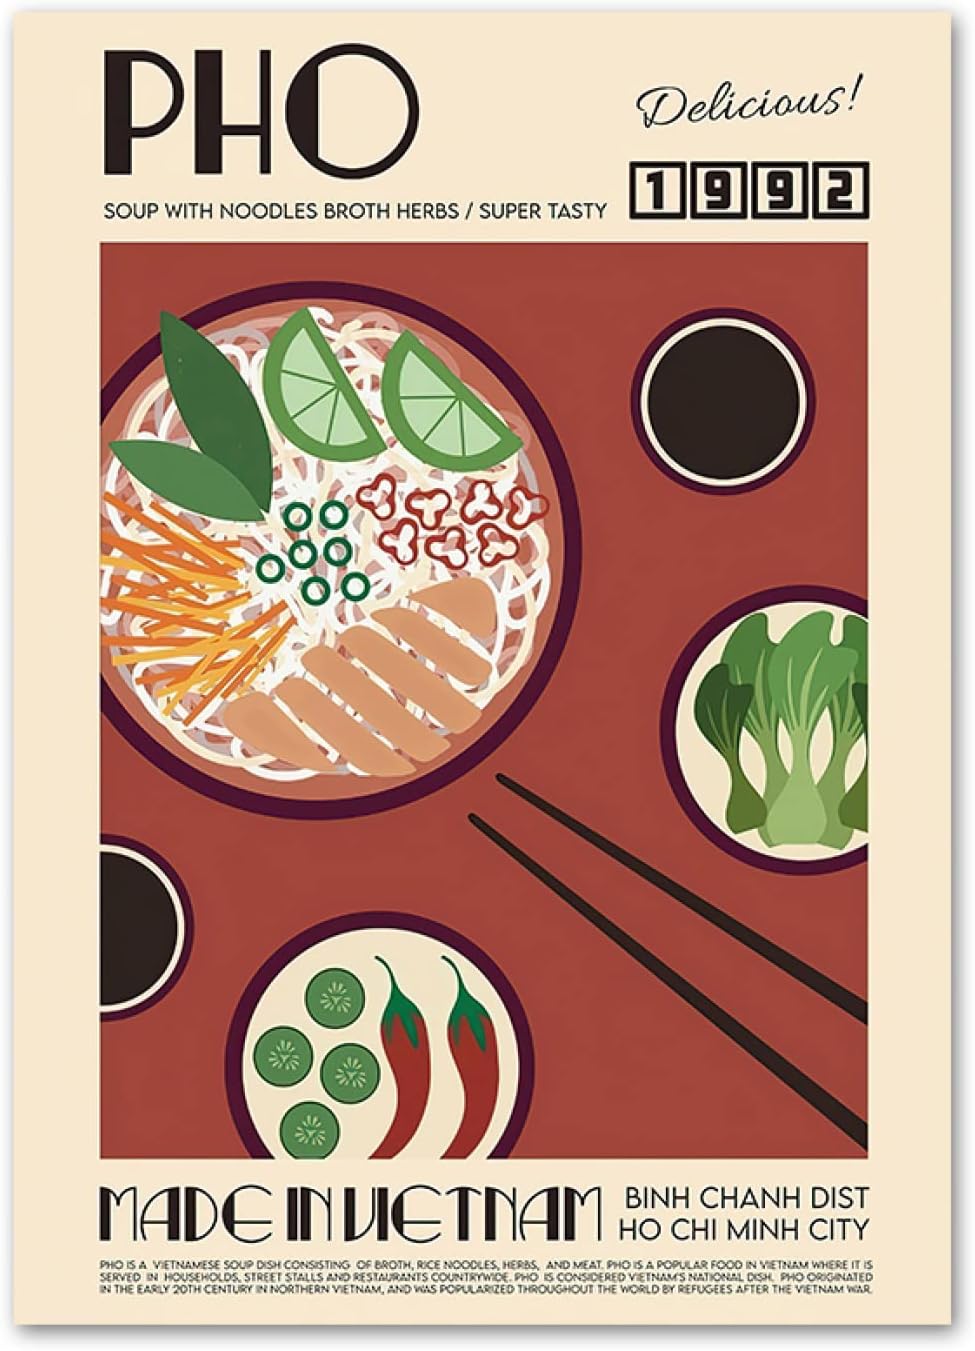 PHO
Delicious!
1992
SOUP WITH NOODLES BROTH HERBS / SUPER TASTY
MADE IN VIETNAM
BINH CHANH DIST
HO CHI MINH CITY
PHO IS A VIETNAMESE SOUP DISH CONSISTING OF BROTH, RICE NOODLES, HERBS, AND MEAT. PHO IS A POPULAR FOOD IN VIETNAM WHERE IT IS
SERVED IN HOUSEHOLDS, STREET STALLS AND RESTAURANTS COUNTRYWIDE. PHO IS CONSIDERED VIETNAM'S NATIONAL DISH. PHO ORIGINATED
IN THE EARLY 20TH CENTURY IN NORTHERN VIETNAM, AND WAS POPULARIZED THROUGHOUT THE WORLD BY REFUGEES AFTER THE VIETNAM WAR.